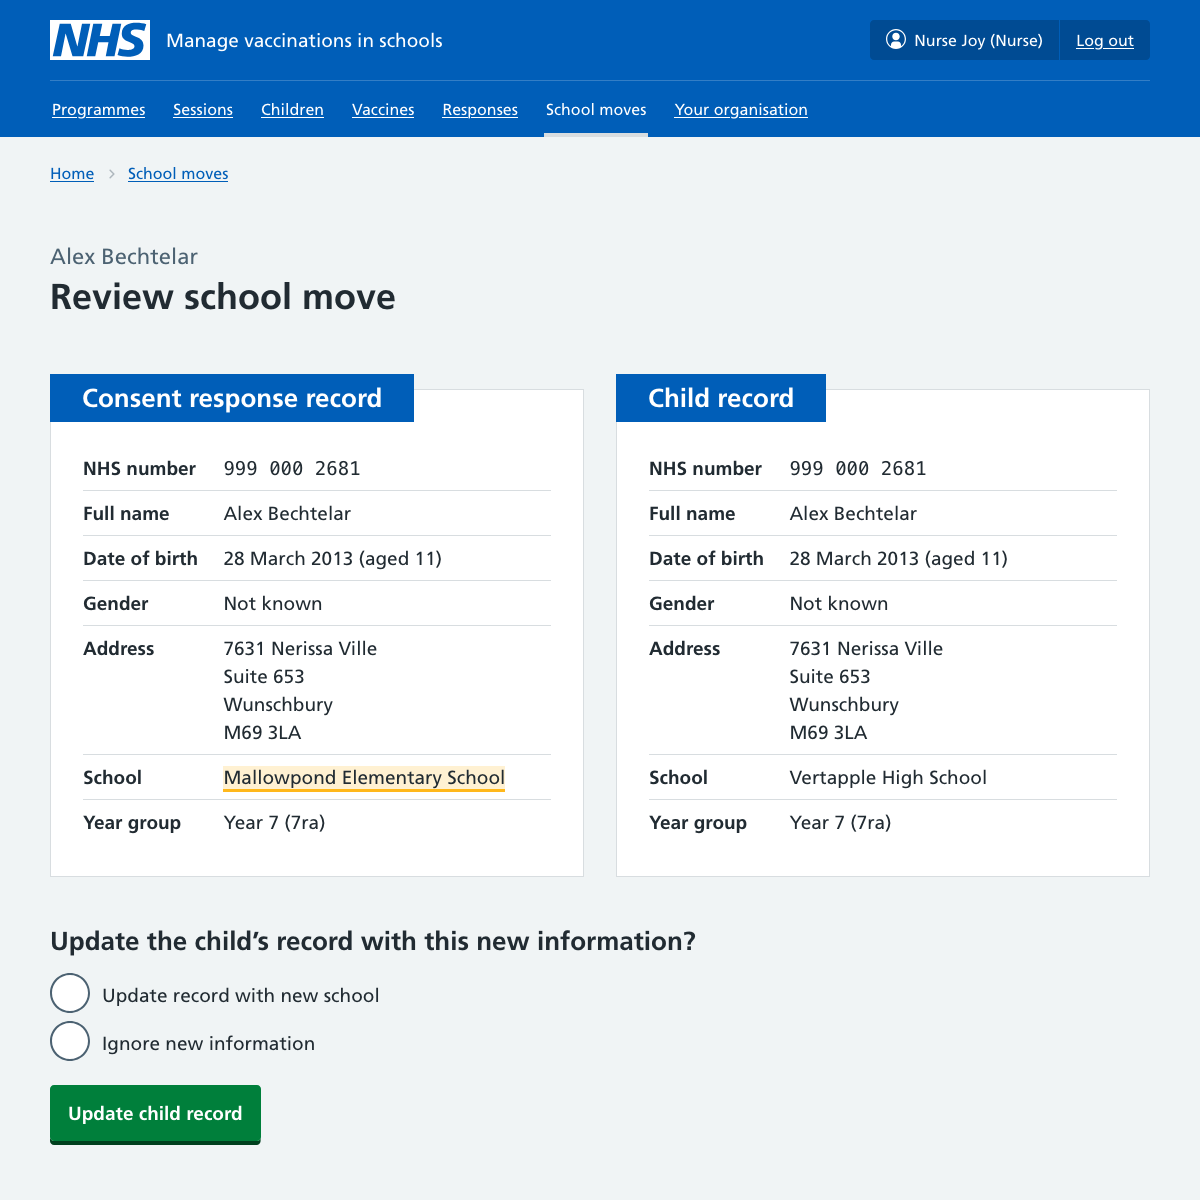 NHS Manage vaccinations in schools
Nurse Joy (Nurse) Log out
Programmes Sessions Children Vaccines Responses School moves Your organisation
Home School moves
Alex Bechtelar
Review school move
Consent response record
NHS number 999 000 2681
Full name Alex Bechtelar
Date of birth 28 March 2013 (aged 11)
Gender Not known
Address 7631 Nerissa Ville
Suite 653
Wunschbury
M69 3LA
School Mallowpond Elementary School
Year group Year 7 (7ra)
Child record
NHS number 999 000 2681
Full name Alex Bechtelar
Date of birth 28 March 2013 (aged 11)
Gender Not known
Address 7631 Nerissa Ville
Suite 653
Wunschbury
M69 3LA
School Vertapple High School
Year group Year 7 (7ra)
Update the child’s record with this new information?
Update record with new school
Ignore new information
Update child record